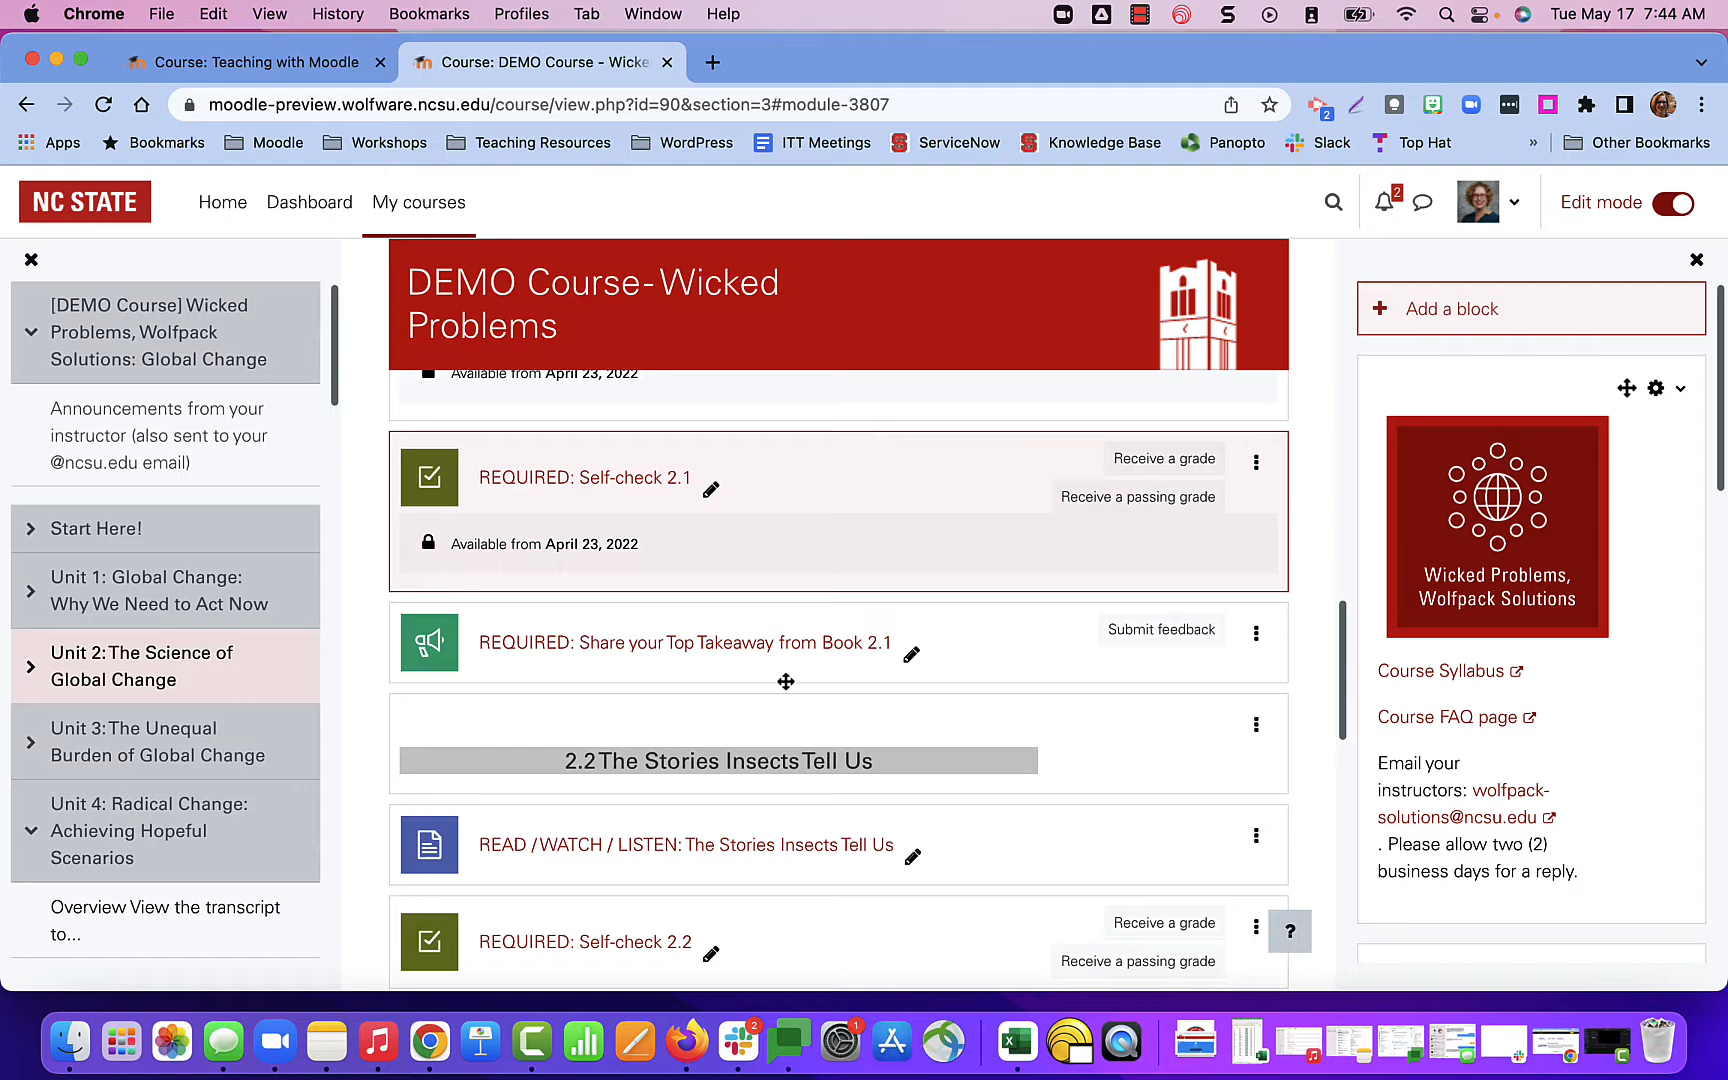 Chrome File Edit View History Bookmarks Profiles Tab Window Help Tue May 17 7:44 AM
Course: Teaching with Moodle
Course: DEMO Course - Wicke
moodle-preview.wolfware.ncsu.edu/course/view.php?id=90&section=3#module-3807
2
Apps Bookmarks Moodle Workshops Teaching Resources WordPress ITT Meetings ServiceNow Knowledge Base Panopto Slack Top Hat » Other Bookmarks
NC STATE
Home Dashboard My courses
2
Edit mode
[DEMO Course] Wicked
Problems, Wolfpack
Solutions: Global Change
Announcements from your
instructor (also sent to your
@ncsu.edu email)
Start Here!
Unit 1: Global Change:
Why We Need to Act Now
Unit 2: The Science of
Global Change
Unit 3: The Unequal
Burden of Global Change
Unit 4: Radical Change:
Achieving Hopeful
Scenarios
Overview View the transcript
to...
DEMO Course - Wicked
Problems
Available from April 23, 2022
REQUIRED: Self-check 2.1
Receive a grade
Receive a passing grade
Available from April 23, 2022
REQUIRED: Share your Top Takeaway from Book 2.1
Submit feedback
2.2 The Stories Insects Tell Us
READ / WATCH / LISTEN: The Stories Insects Tell Us
REQUIRED: Self-check 2.2
Receive a grade
Receive a passing grade
?
Add a block
Wicked Problems,
Wolfpack Solutions
Course Syllabus
Course FAQ page
Email your
instructors: wolfpack-
solutions@ncsu.edu
. Please allow two (2)
business days for a reply.
2
1